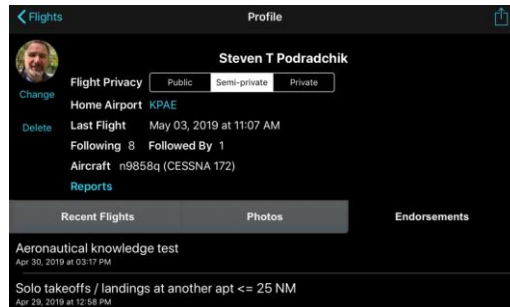 Flights
Profile
Steven T Podradchik
Flight Privacy Public Semi-private Private
Change
Home Airport KPAE
Delete
Last Flight May 03, 2019 at 11:07 AM
Following 8 Followed By 1
Aircraft n9858q (CESSNA 172)
Reports
Recent Flights Photos Endorsements
Aeronautical knowledge test
Apr 30, 2019 at 03:17 PM
Solo takeoffs / landings at another apt <= 25 NM
Apr 29, 2019 at 12:58 PM